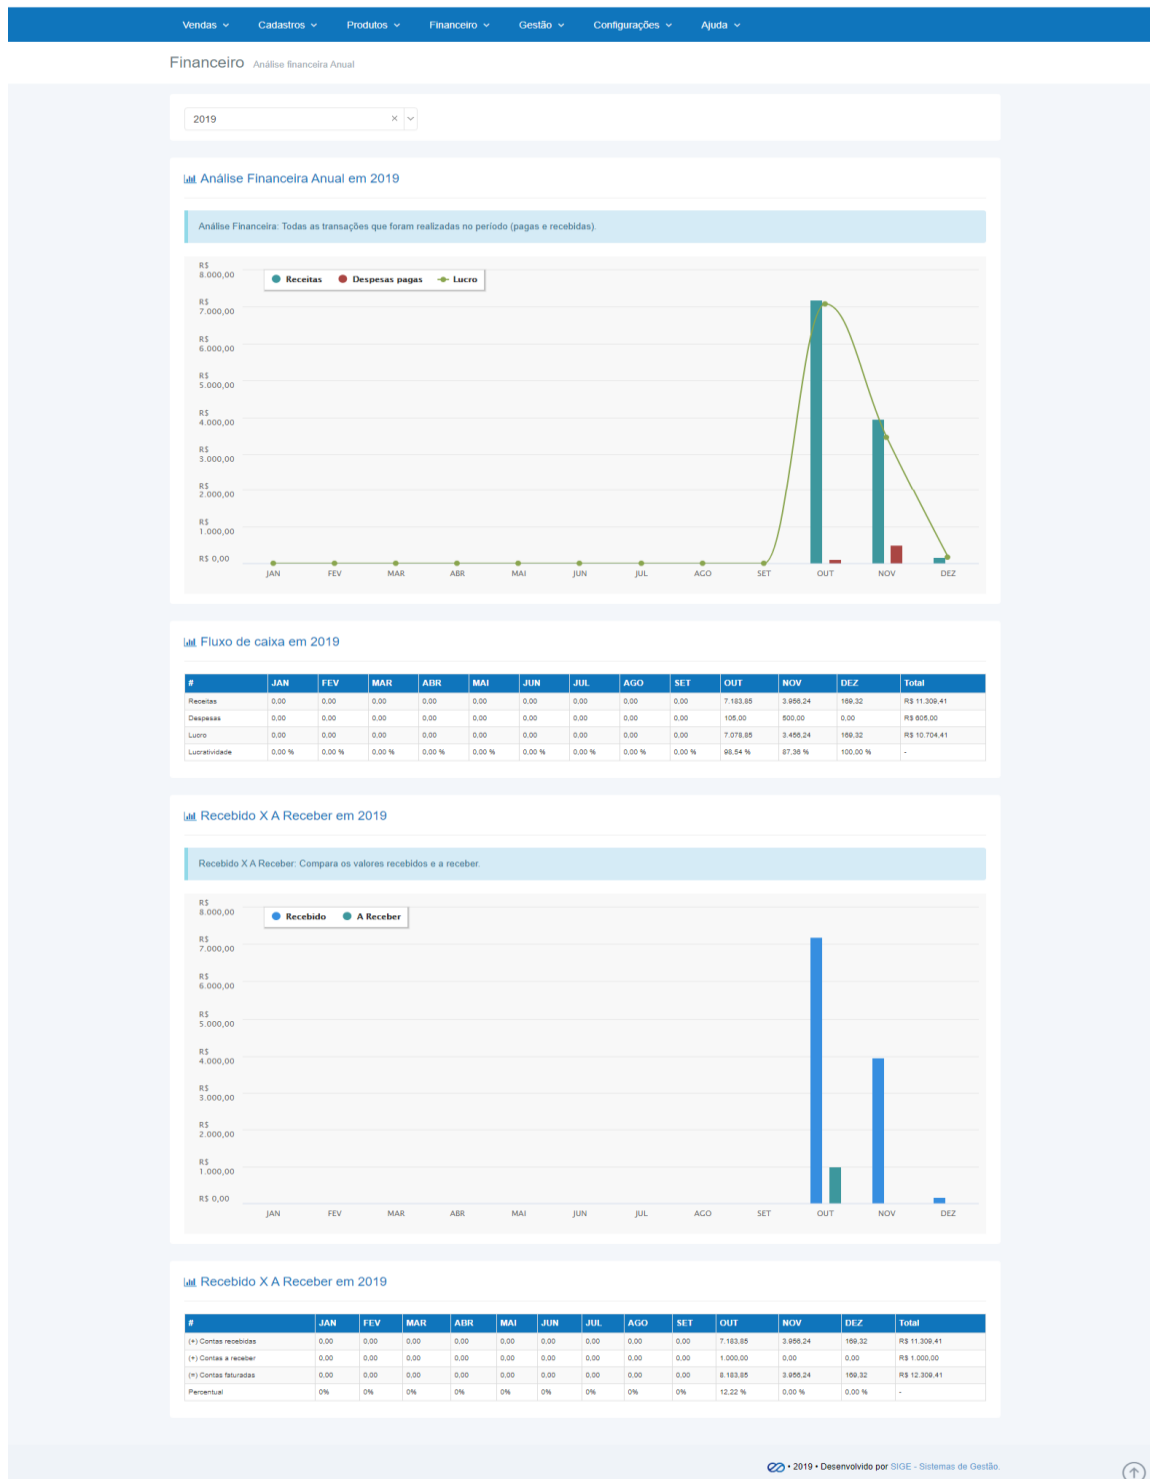 Vendas Cadastros Produtos Financeiro Gestão Configurações Ajuda
Financeiro Análise financeira Anual
2019
Análise Financeira Anual em 2019
Análise Financeira: Todas as transações que foram realizadas no período (pagas e recebidas).
Receitas Despesas pagas Lucro
R$ 8.000,00
R$ 7.000,00
R$ 6.000,00
R$ 5.000,00
R$ 4.000,00
R$ 3.000,00
R$ 2.000,00
R$ 1.000,00
R$ 0,00
JAN FEV MAR ABR MAI JUN JUL AGO SET OUT NOV DEZ
Fluxo de caixa em 2019
# JAN FEV MAR ABR MAI JUN JUL AGO SET OUT NOV DEZ Total
Receitas 0,00 0,00 0,00 0,00 0,00 0,00 0,00 0,00 0,00 7.183,85 3.956,24 169,32 R$ 11.309,41
Despesas 0,00 0,00 0,00 0,00 0,00 0,00 0,00 0,00 0,00 105,00 500,00 0,00 R$ 605,00
Lucro 0,00 0,00 0,00 0,00 0,00 0,00 0,00 0,00 0,00 7.078,85 3.456,24 169,32 R$ 10.704,41
Lucratividade 0,00 % 0,00 % 0,00 % 0,00 % 0,00 % 0,00 % 0,00 % 0,00 % 0,00 % 98,54 % 87,36 % 100,00 % -
Recebido X A Receber em 2019
Recebido X A Receber: Compara os valores recebidos e a receber.
Recebido A Receber
R$ 8.000,00
R$ 7.000,00
R$ 6.000,00
R$ 5.000,00
R$ 4.000,00
R$ 3.000,00
R$ 2.000,00
R$ 1.000,00
R$ 0,00
JAN FEV MAR ABR MAI JUN JUL AGO SET OUT NOV DEZ
Recebido X A Receber em 2019
# JAN FEV MAR ABR MAI JUN JUL AGO SET OUT NOV DEZ Total
(+) Contas recebidas 0,00 0,00 0,00 0,00 0,00 0,00 0,00 0,00 0,00 7.183,85 3.956,24 169,32 R$ 11.309,41
(+) Contas a receber 0,00 0,00 0,00 0,00 0,00 0,00 0,00 0,00 0,00 1.000,00 0,00 0,00 R$ 1.000,00
(=) Contas faturadas 0,00 0,00 0,00 0,00 0,00 0,00 0,00 0,00 0,00 8.183,85 3.956,24 169,32 R$ 12.309,41
Percentual 0% 0% 0% 0% 0% 0% 0% 0% 0% 12,22 % 0,00 % 0,00 % -
• 2019 • Desenvolvido por SIGE - Sistemas de Gestão.